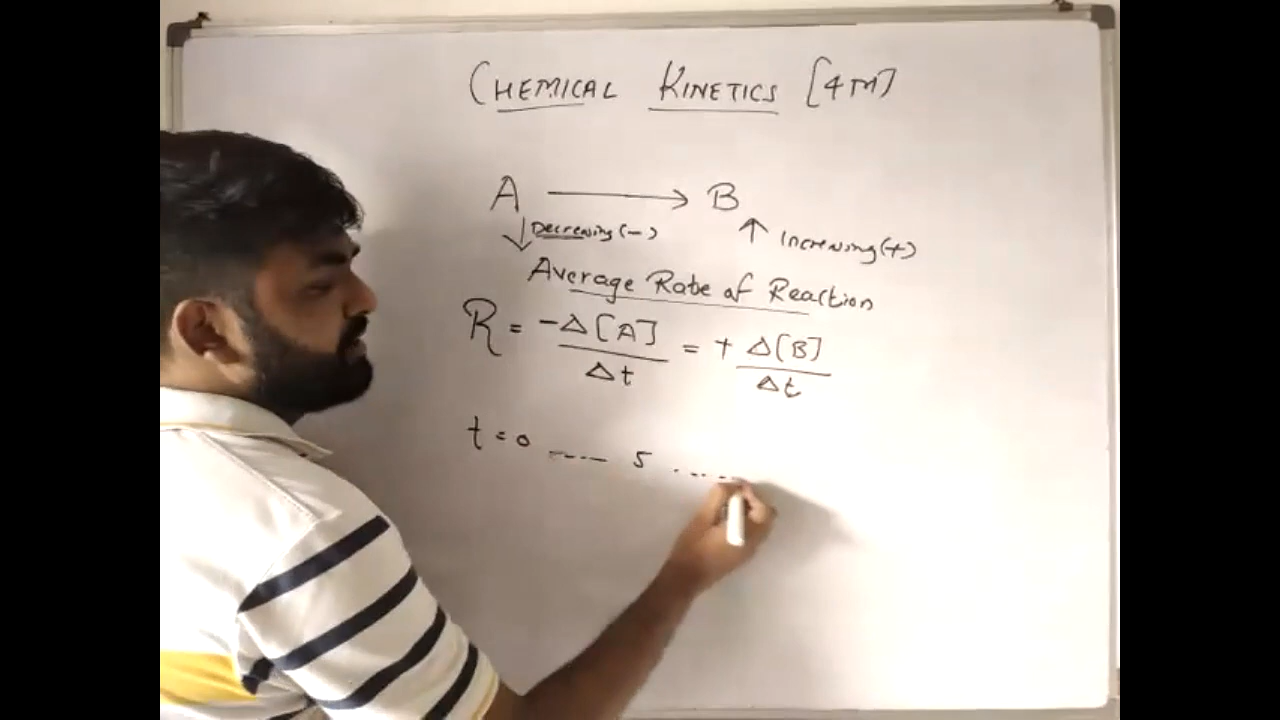 CHEMICAL KINETICS [4M]
A ⟶ B
↓ Decreasing (−) ↑ Increasing (+)
Average Rate of Reaction
R = −Δ[A]/Δt = + Δ[B]/Δt
t = 0 ----- 5 .....